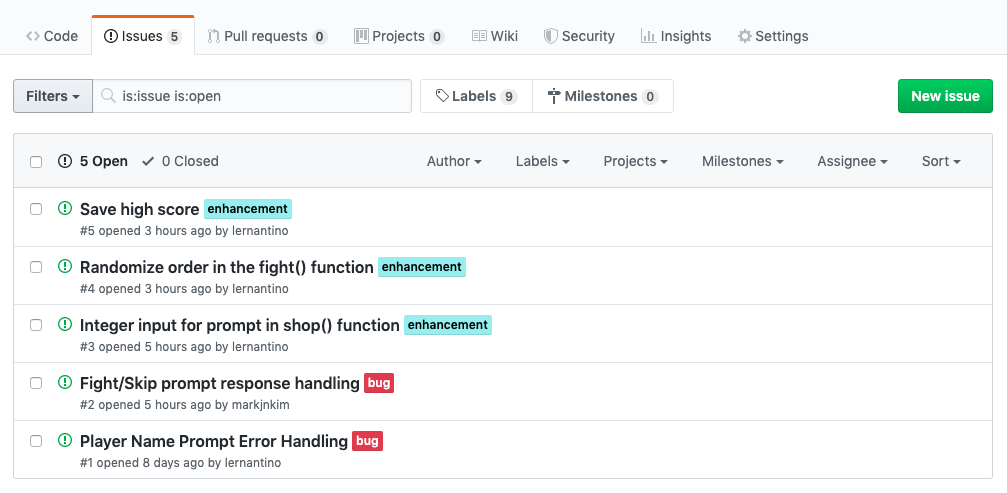 Code Issues 5 Pull requests 0 Projects 0 Wiki Security Insights Settings
Filters is:issue is:open Labels 9 Milestones 0 New issue
5 Open 0 Closed Author Labels Projects Milestones Assignee Sort
Save high score enhancement
#5 opened 3 hours ago by lernantino
Randomize order in the fight() function enhancement
#4 opened 3 hours ago by lernantino
Integer input for prompt in shop() function enhancement
#3 opened 5 hours ago by lernantino
Fight/Skip prompt response handling bug
#2 opened 5 hours ago by markjnkim
Player Name Prompt Error Handling bug
#1 opened 8 days ago by lernantino